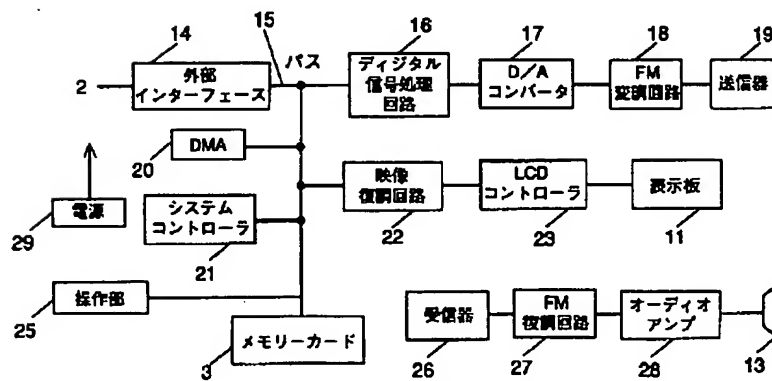 14
15
バス
16
17
18
19
2
外部
インターフェース
ディジタル
信号処理
回路
D/A
コンバータ
FM
変調回路
送信器
20
DMA
電源
29
システム
コントローラ
21
映像
復調回路
22
LCD
コントローラ
23
表示板
11
操作部
25
メモリーカード
3
受信器
26
FM
復調回路
27
オーディオ
アンプ
28
13